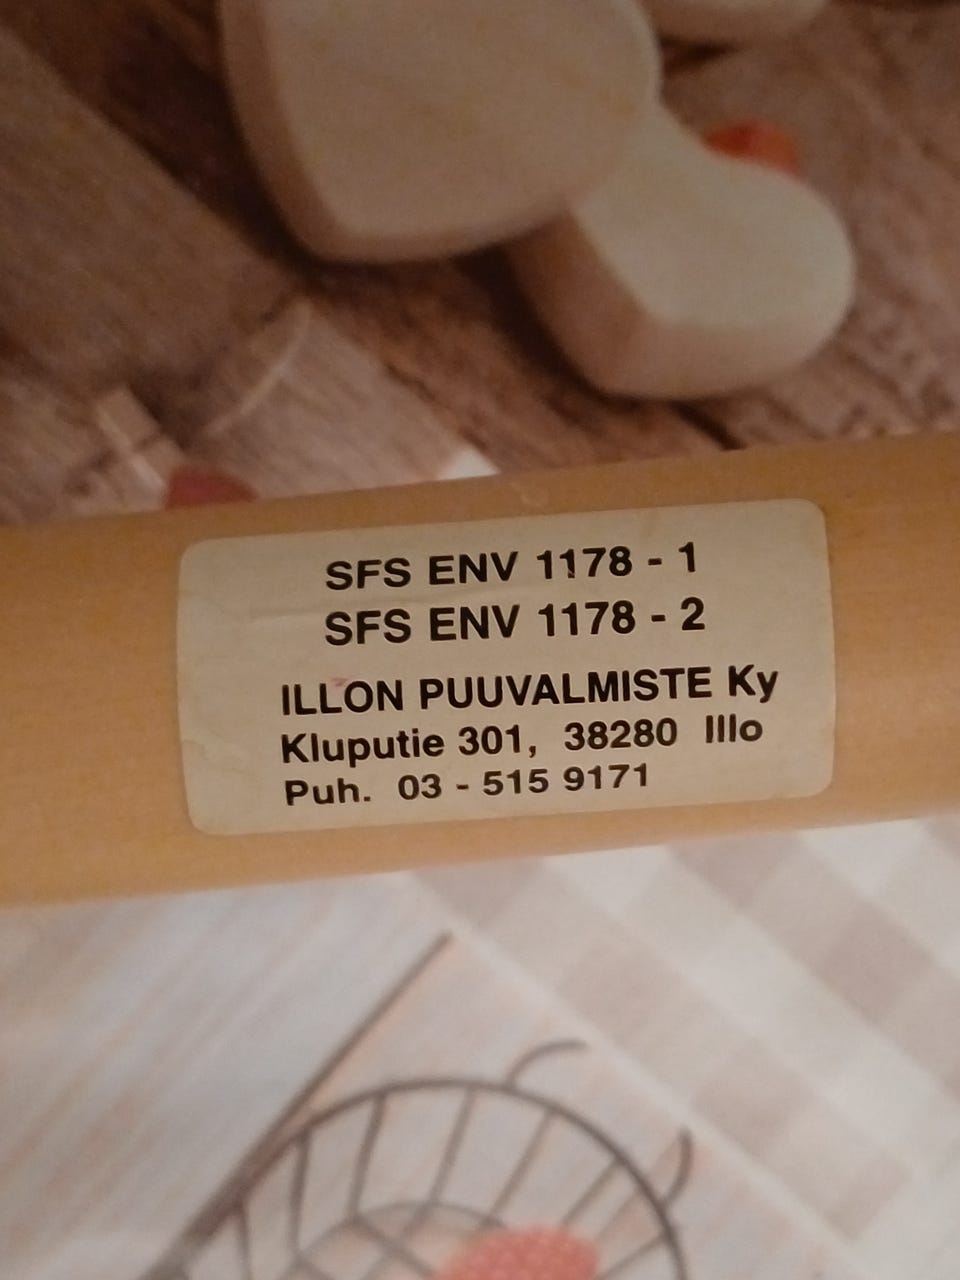 SFS ENV 1178 - 1
SFS ENV 1178 - 2
ILLON PUUVALMISTE Ky
Kluputie 301, 38280 Illo
Puh. 03 - 515 9171